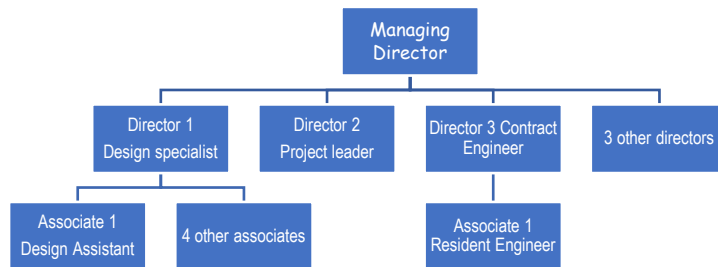 Managing
Director
Director 1
Design specialist
Director 2
Project leader
Director 3 Contract
Engineer
3 other directors
Associate 1
Design Assistant
4 other associates
Associate 1
Resident Engineer